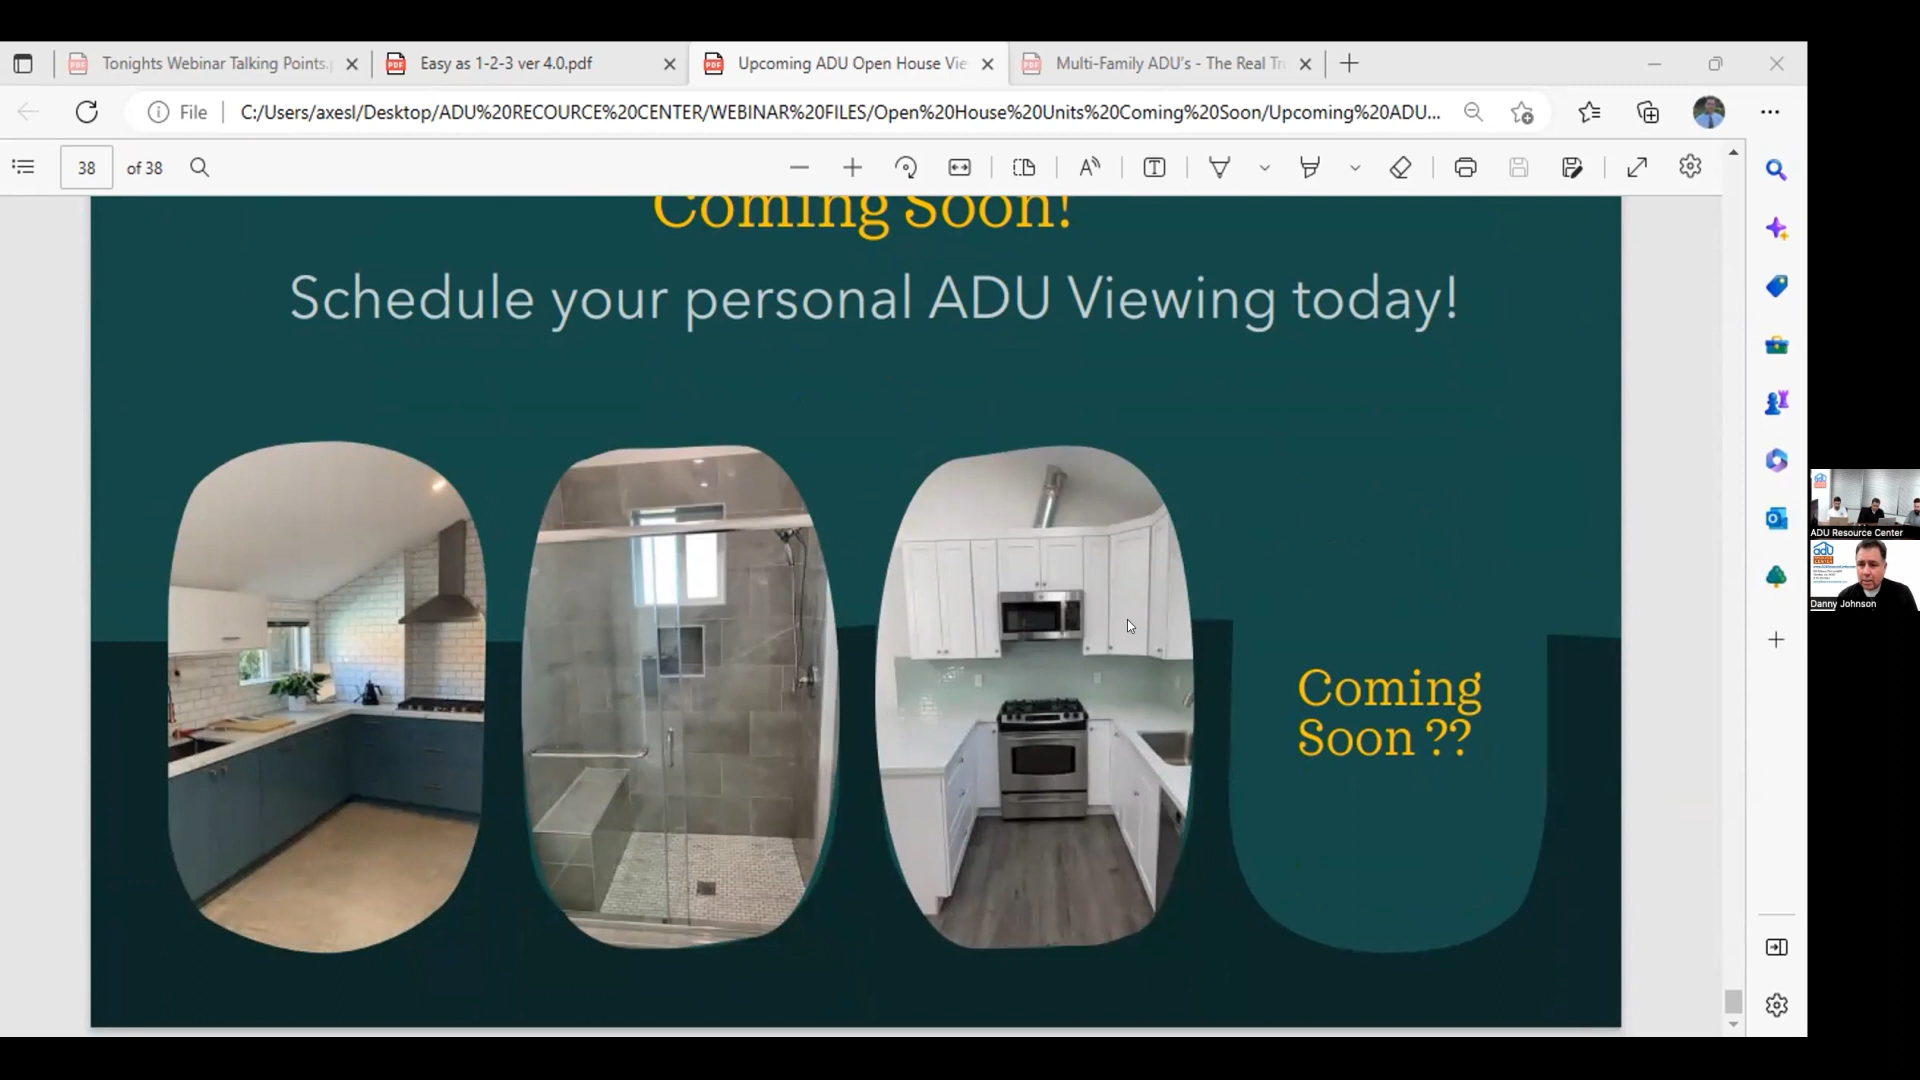 Tonights Webinar Talking Points.
Easy as 1-2-3 ver 4.0.pdf
Upcoming ADU Open House Vie
Multi-Family ADU's - The Real Tr
File
C:/Users/axesl/Desktop/ADU%20RECOURCE%20CENTER/WEBINAR%20FILES/Open%20House%20Units%20Coming%20Soon/Upcoming%20ADU...
38 of 38
Coming Soon!
Schedule your personal ADU Viewing today!
Coming
Soon ??
ADU Resource Center
adu
Danny Johnson